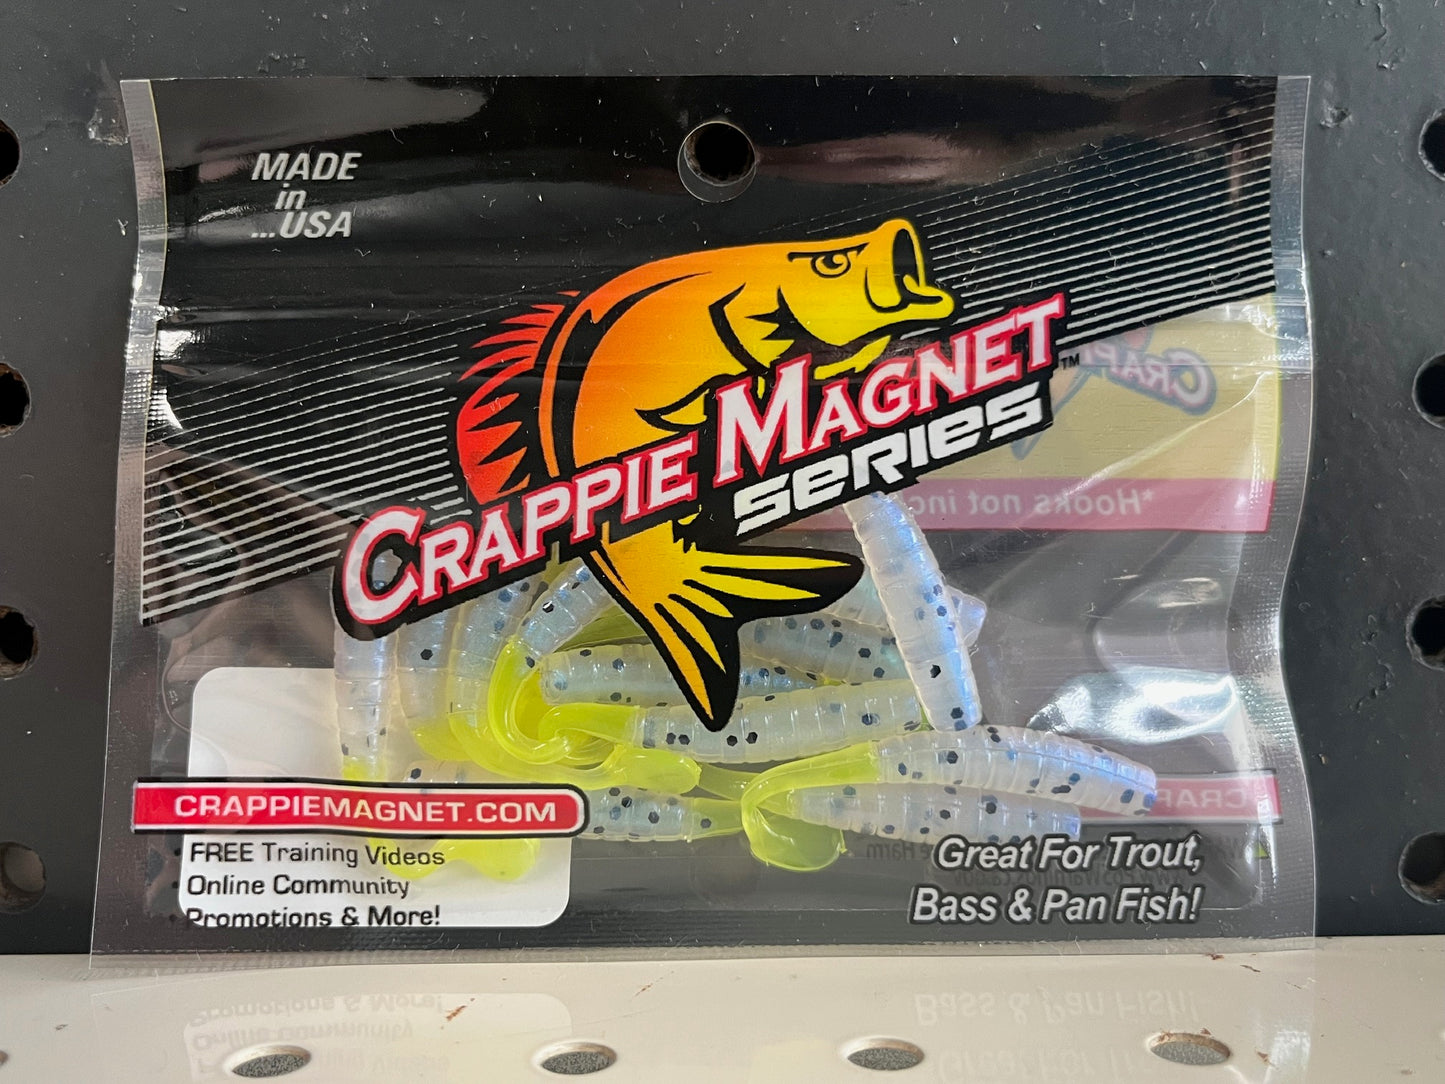 MADE
in
...USA
CRAPPIE MAGNET™
SERIES
*Hooks not inc
CRAPPIEMAGNET.COM
FREE Training Videos
Online Community
Promotions & More!
Great For Trout,
Bass & Pan Fish!